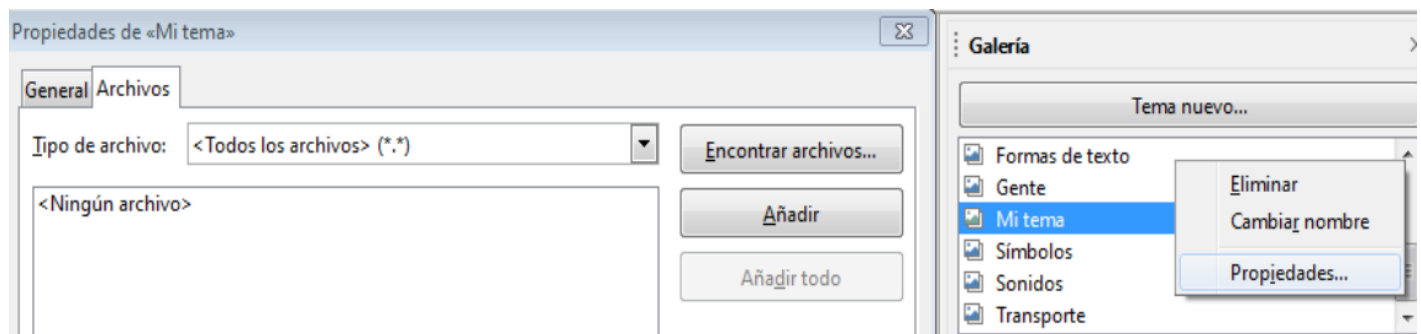 Propiedades de «Mi tema»
General Archivos
Tipo de archivo: <Todos los archivos> (*.*)
Encontrar archivos...
<Ningún archivo>
Añadir
Añadir todo
Galería
Tema nuevo...
Formas de texto
Gente
Mi tema
Símbolos
Sonidos
Transporte
Eliminar
Cambiar nombre
Propiedades...